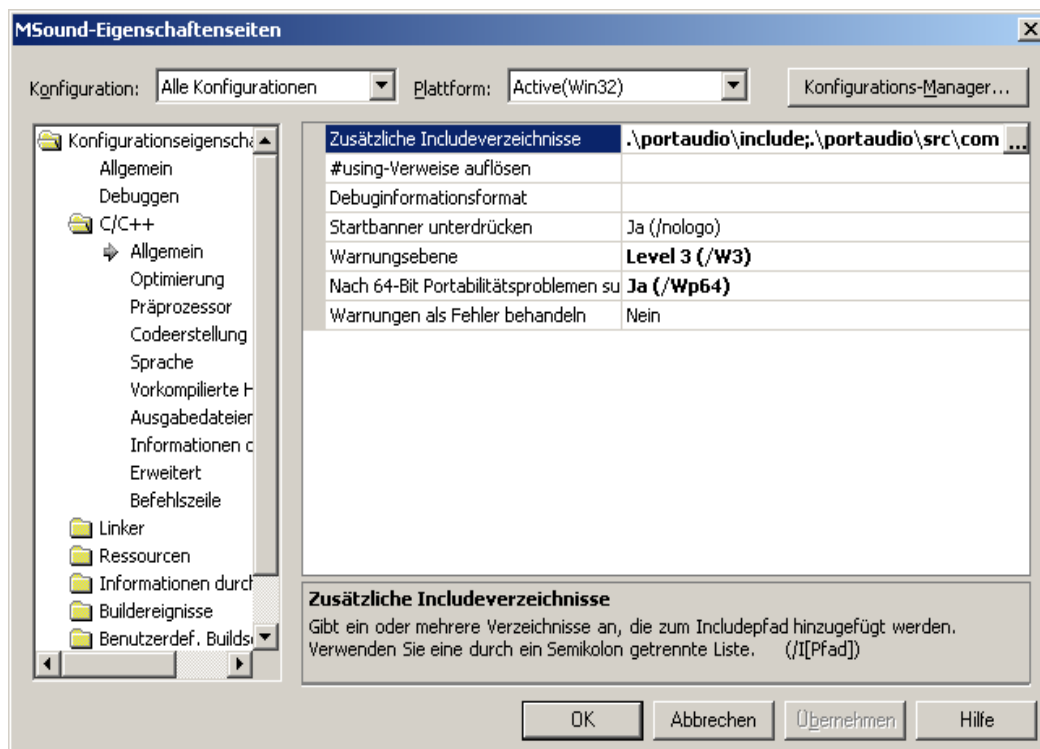 MSound-Eigenschaftenseiten
Konfiguration: Alle Konfigurationen Plattform: Active(Win32) Konfigurations-Manager...
Konfigurationseigenscha
Allgemein
Debuggen
C/C++
Allgemein
Optimierung
Präprozessor
Codeerstellung
Sprache
Vorkompilierte H
Ausgabedateien
Informationen d
Erweitert
Befehlszeile
Linker
Ressourcen
Informationen durch
Buildereignisse
Benutzerdef. Builds
Zusätzliche Includeverzeichnisse .\portaudio\include;.\portaudio\src\com ...
#using-Verweise auflösen
Debuginformationsformat
Startbanner unterdrücken Ja (/nologo)
Warnungsebene Level 3 (/W3)
Nach 64-Bit Portabilitätsproblemen su Ja (/Wp64)
Warnungen als Fehler behandeln Nein
Zusätzliche Includeverzeichnisse
Gibt ein oder mehrere Verzeichnisse an, die zum Includepfad hinzugefügt werden.
Verwenden Sie eine durch ein Semikolon getrennte Liste. (/I[Pfad])
OK Abbrechen Übernehmen Hilfe